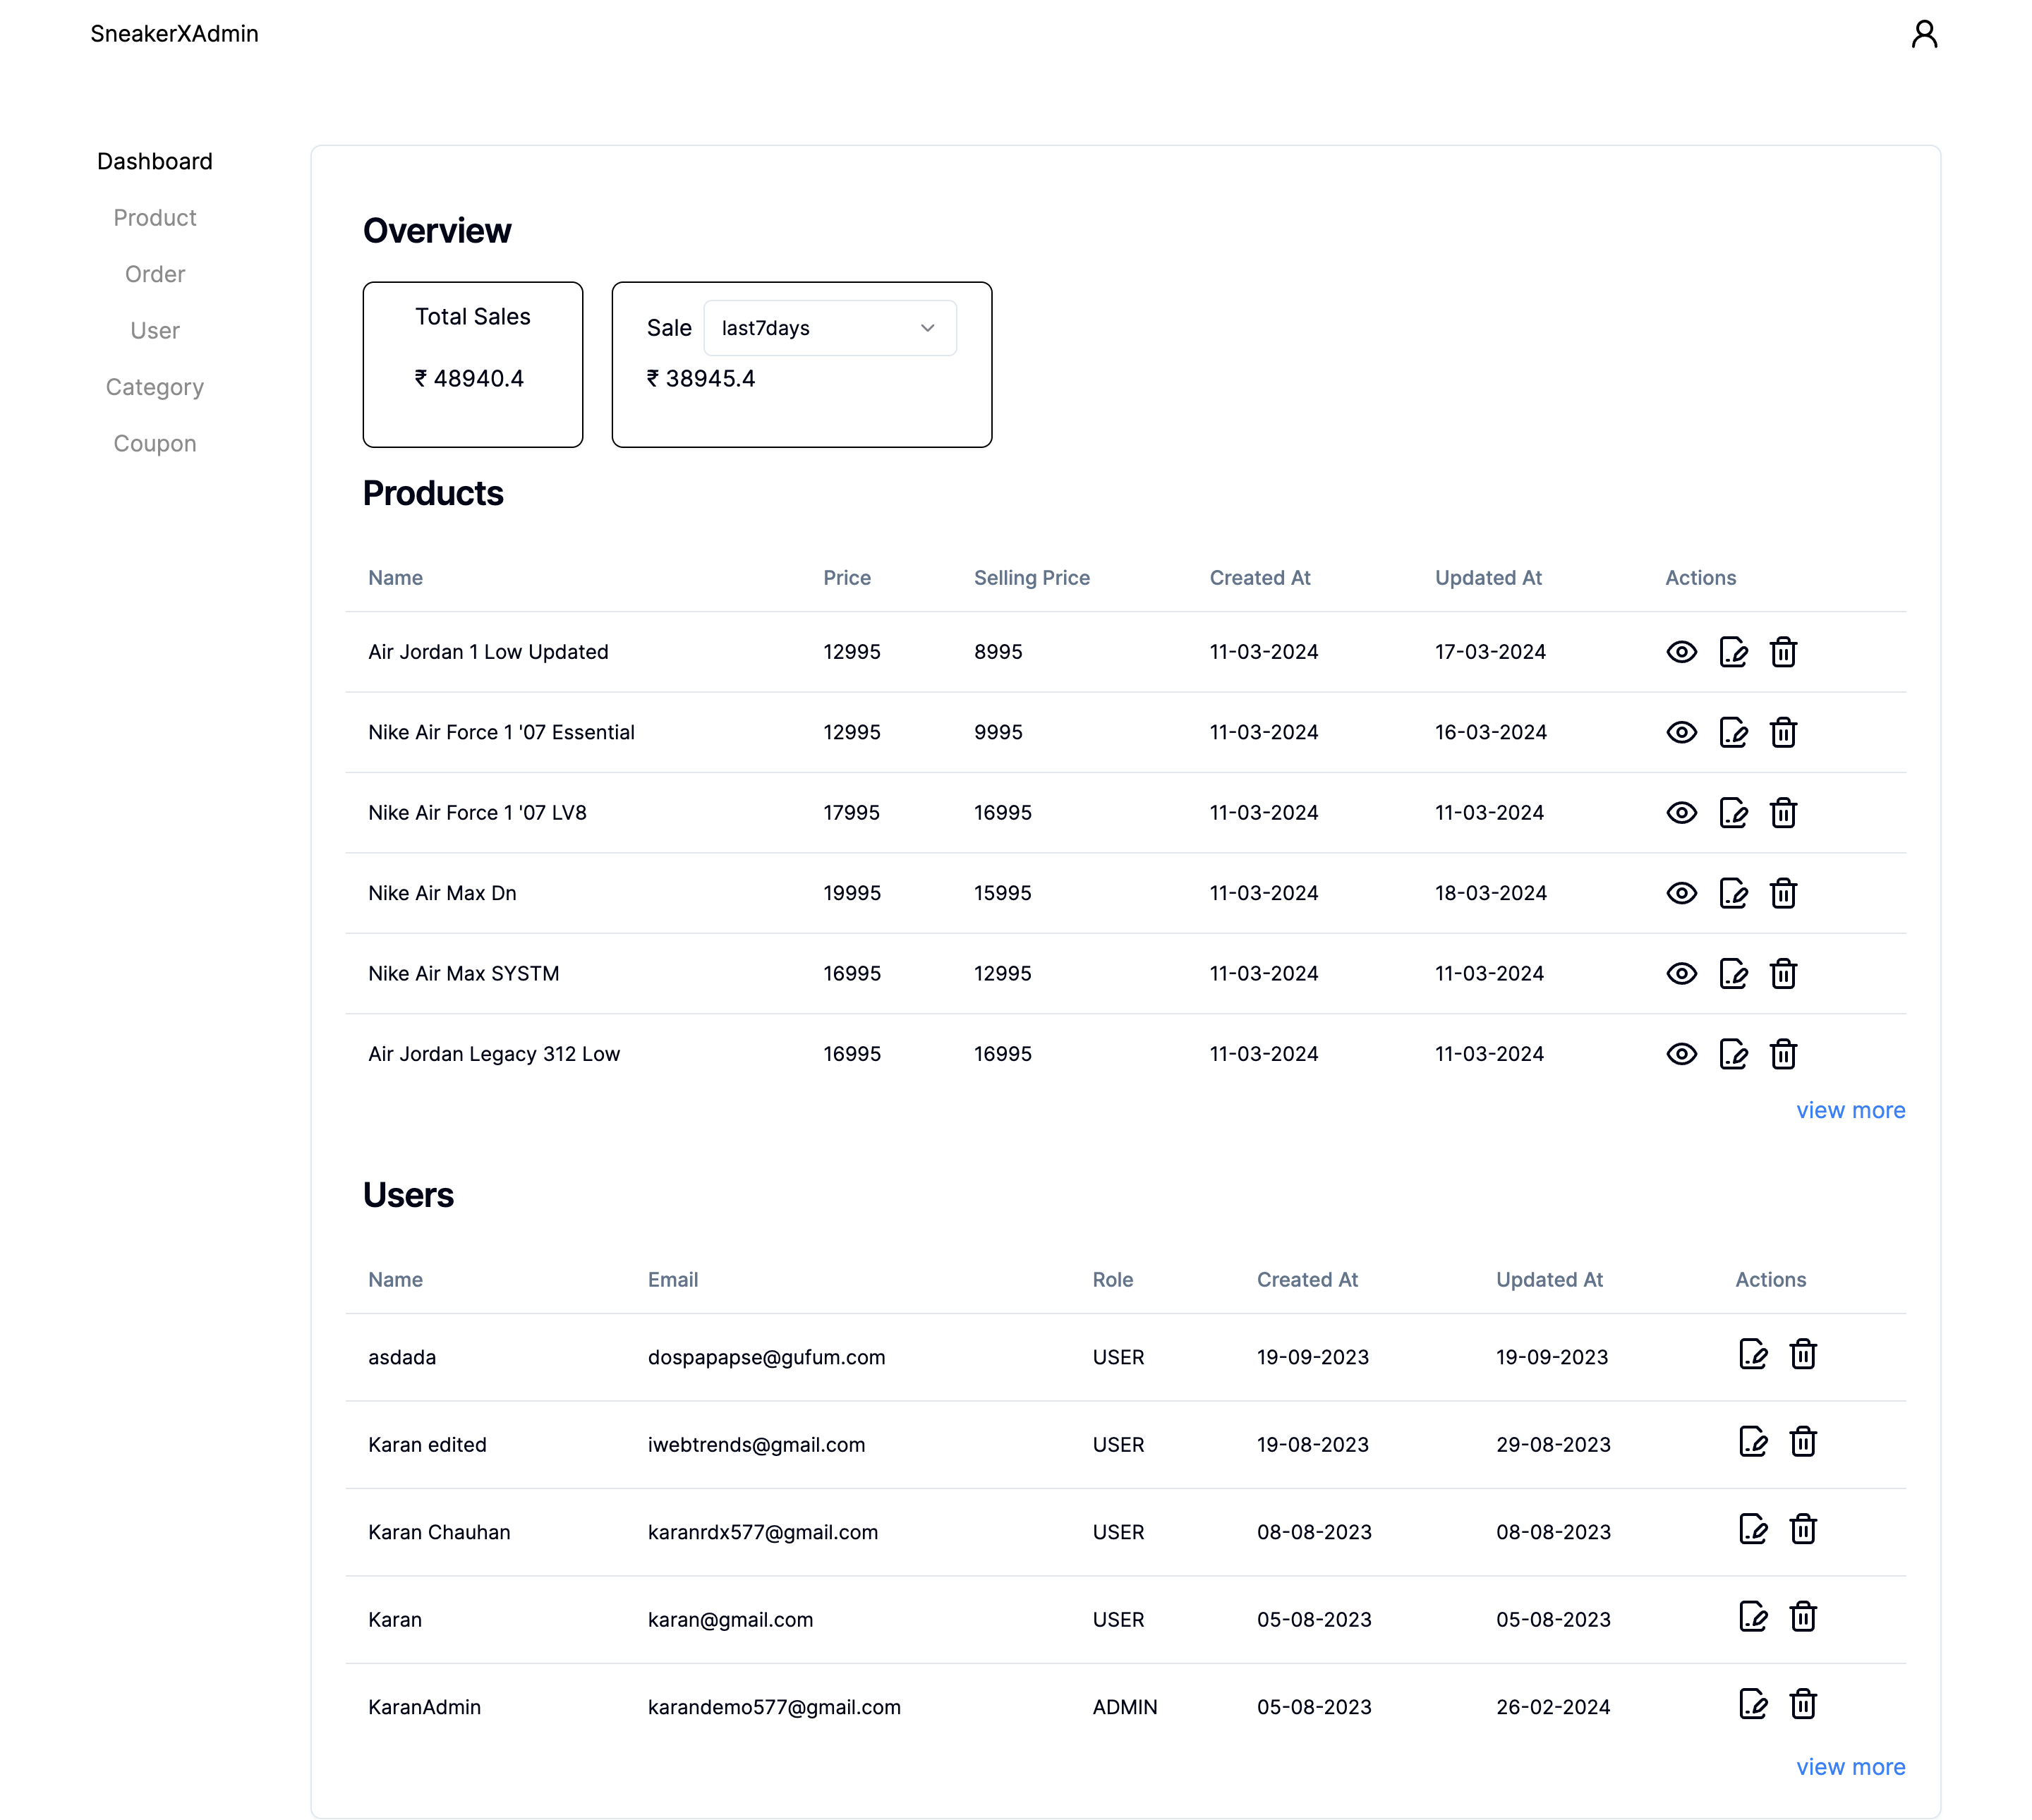 SneakerXAdmin
Dashboard
Product
Order
User
Category
Coupon
Overview
Total Sales
₹ 48940.4
Sale last7days
₹ 38945.4
Products
Name Price Selling Price Created At Updated At Actions
Air Jordan 1 Low Updated 12995 8995 11-03-2024 17-03-2024
Nike Air Force 1 '07 Essential 12995 9995 11-03-2024 16-03-2024
Nike Air Force 1 '07 LV8 17995 16995 11-03-2024 11-03-2024
Nike Air Max Dn 19995 15995 11-03-2024 18-03-2024
Nike Air Max SYSTM 16995 12995 11-03-2024 11-03-2024
Air Jordan Legacy 312 Low 16995 16995 11-03-2024 11-03-2024
view more
Users
Name Email Role Created At Updated At Actions
asdada dospapapse@gufum.com USER 19-09-2023 19-09-2023
Karan edited iwebtrends@gmail.com USER 19-08-2023 29-08-2023
Karan Chauhan karanrdx577@gmail.com USER 08-08-2023 08-08-2023
Karan karan@gmail.com USER 05-08-2023 05-08-2023
KaranAdmin karandemo577@gmail.com ADMIN 05-08-2023 26-02-2024
view more